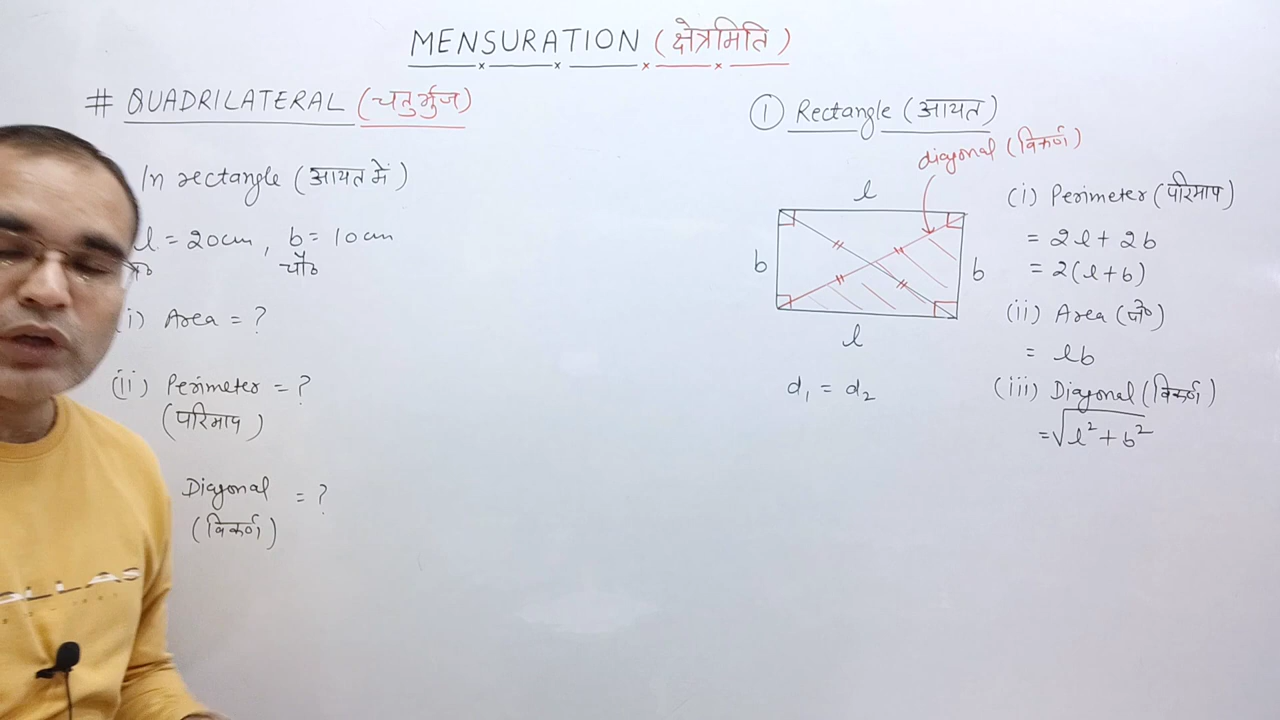 MENSURATION (क्षेत्रमिति)
# QUADRILATERAL (चतुर्भुज)
In rectangle (आयत में)
l = 20cm, b = 10cm
चौ॰
(i) Area = ?
(ii) Perimeter = ?
(परिमाप)
Diagonal = ?
(विकर्ण)
① Rectangle (आयत)
diagonal (विकर्ण)
l
b
b
l
d₁ = d₂
(i) Perimeter (परिमाप)
= 2l + 2b
= 2(l+b)
(ii) Area (क्षे॰)
= lb
(iii) Diagonal (विकर्ण)
= √l² + b²